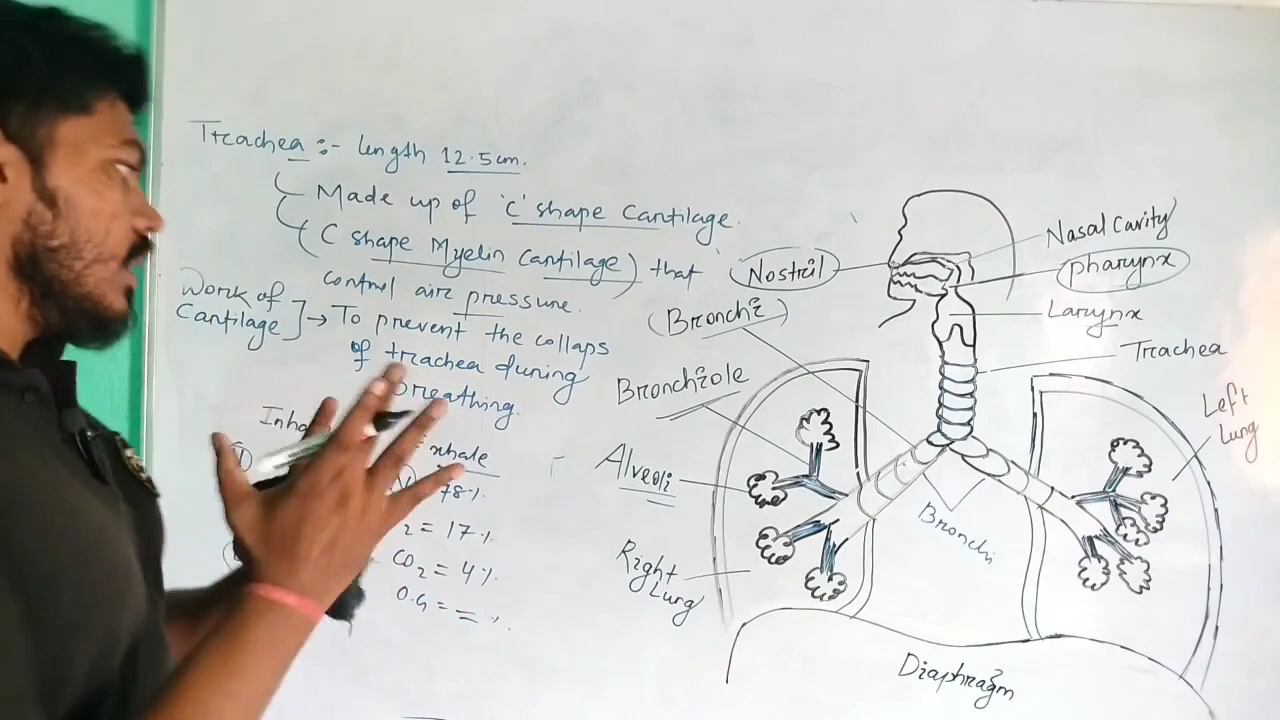 Trachea :- length 12.5cm.
Made up of 'C' shape Cartilage.
(C shape Myelin Cartilage) that
control air pressure.
Work of
Cartilage ] → To prevent the collaps
of trachea during
breathing.
Exhale
78%.
= 17%.
CO2 = 4%.
O.G = = %.
Nostril
Nasal Cavity
pharynx
Larynx
Trachea
(Bronchi)
Bronchiole
Alveoli
Left
Lung
Bronchi
Right
Lung
Diaphragm